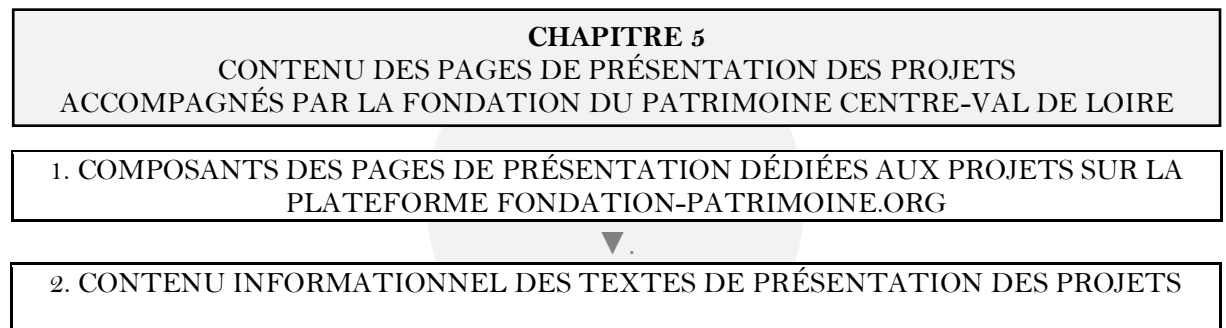 CHAPITRE 5
CONTENU DES PAGES DE PRÉSENTATION DES PROJETS
ACCOMPAGNÉS PAR LA FONDATION DU PATRIMOINE CENTRE-VAL DE LOIRE
1. COMPOSANTS DES PAGES DE PRÉSENTATION DÉDIÉES AUX PROJETS SUR LA
PLATEFORME FONDATION-PATRIMOINE.ORG
▼.
2. CONTENU INFORMATIONNEL DES TEXTES DE PRÉSENTATION DES PROJETS